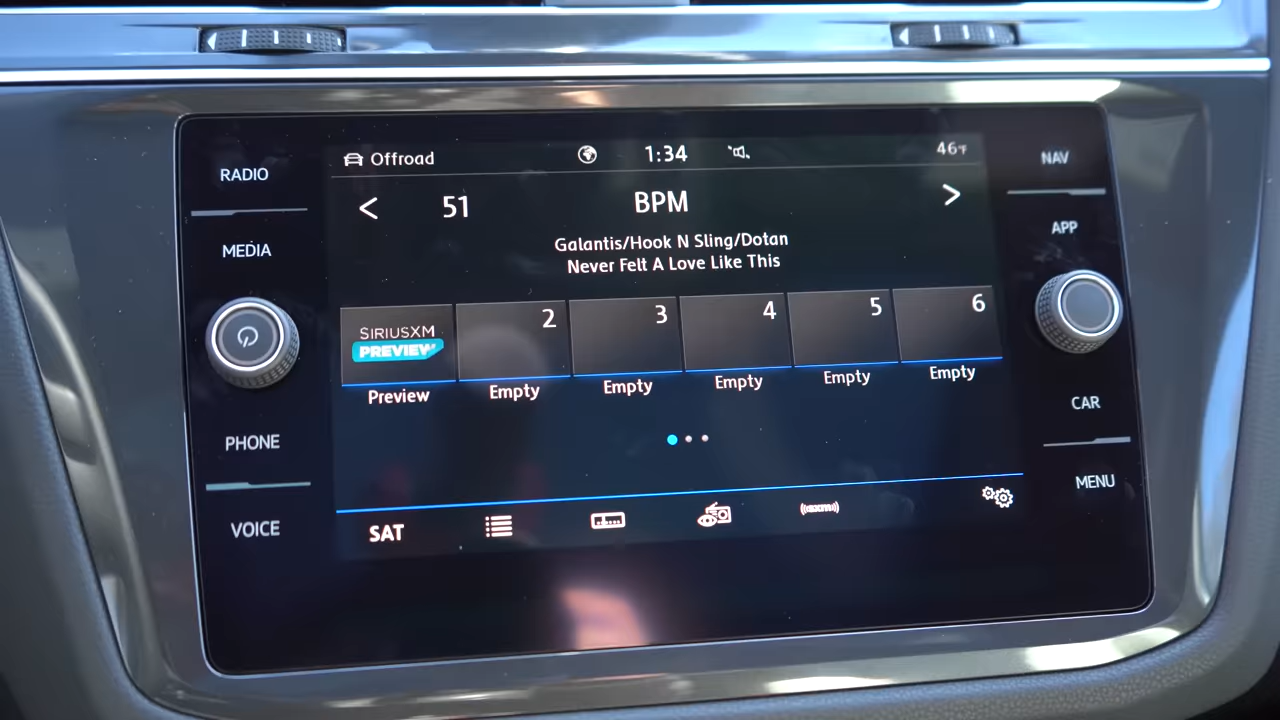 RADIO
MEDIA
PHONE
VOICE
Offroad
1:34
46°F
< 51 BPM >
Galantis/Hook N Sling/Dotan
Never Felt A Love Like This
SIRIUSXM
PREVIEW
2
3
4
5
6
Preview
Empty
Empty
Empty
Empty
Empty
SAT
((SXM))
NAV
APP
CAR
MENU